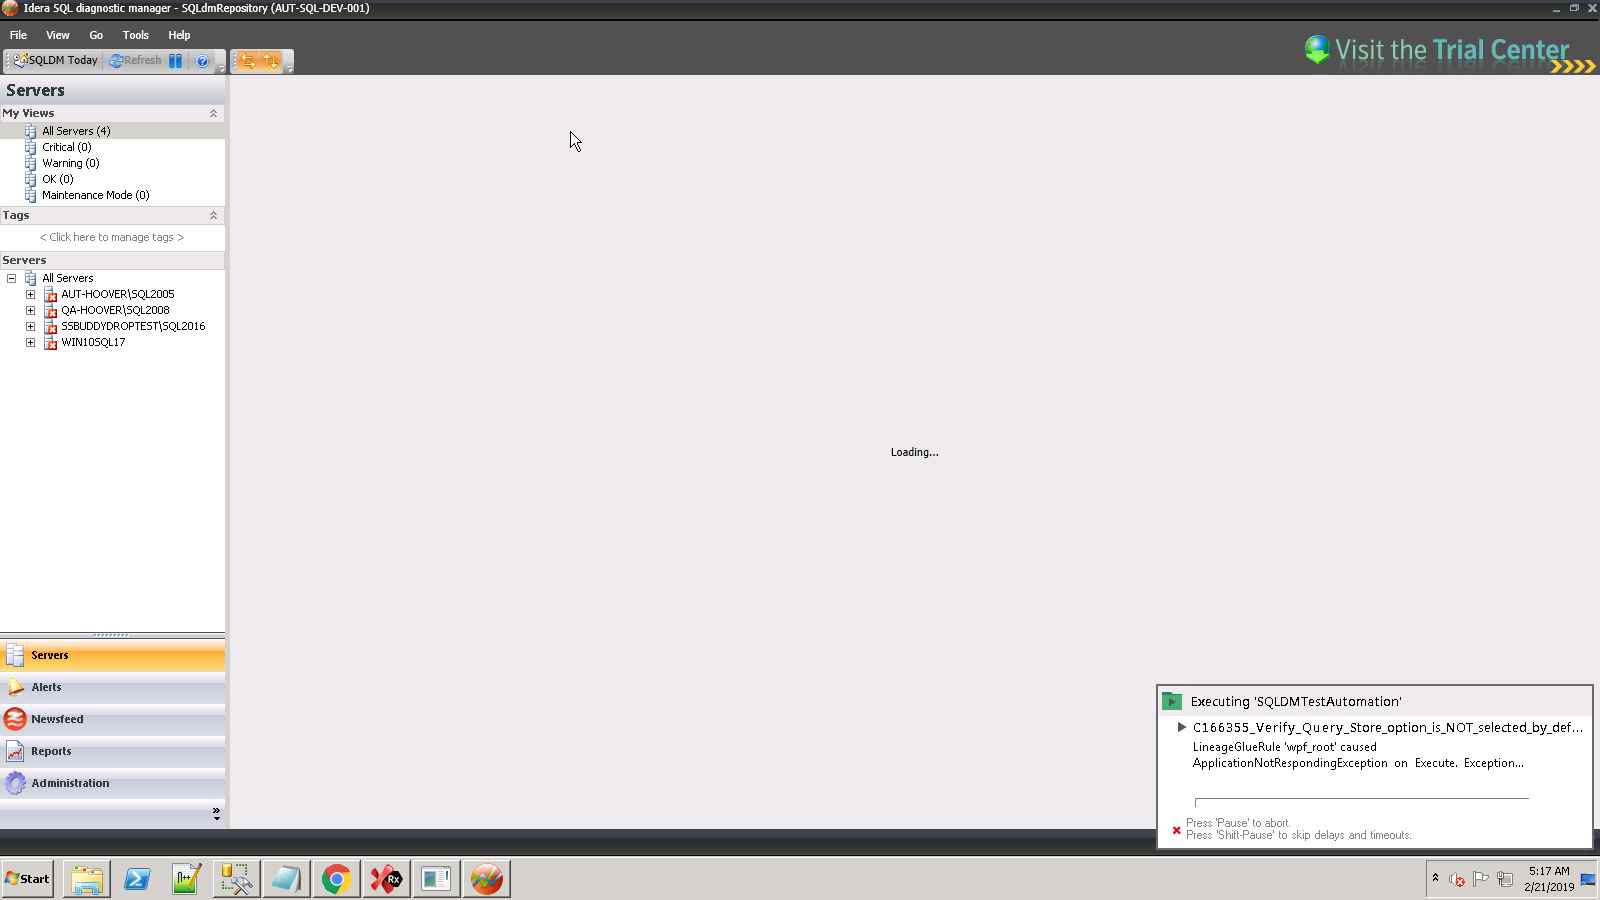 Idera SQL diagnostic manager - SQLdmRepository (AUT-SQL-DEV-001)
File View Go Tools Help
SQLDM Today Refresh
Visit the Trial Center
Servers
My Views
All Servers (4)
Critical (0)
Warning (0)
OK (0)
Maintenance Mode (0)
Tags
< Click here to manage tags >
Servers
All Servers
AUT-HOOVER\SQL2005
QA-HOOVER\SQL2008
SSBUDDYDROPTEST\SQL2016
WIN10SQL17
Loading...
Servers
Alerts
Newsfeed
Reports
Administration
Executing 'SQLDMTestAutomation'
C166355_Verify_Query_Store_option_is_NOT_selected_by_def...
LineageGlueRule 'wpf_root' caused
ApplicationNotRespondingException on Execute. Exception...
Press 'Pause' to abort.
Press 'Shift-Pause' to skip delays and timeouts.
Start
n++
Rx
5:17 AM
2/21/2019